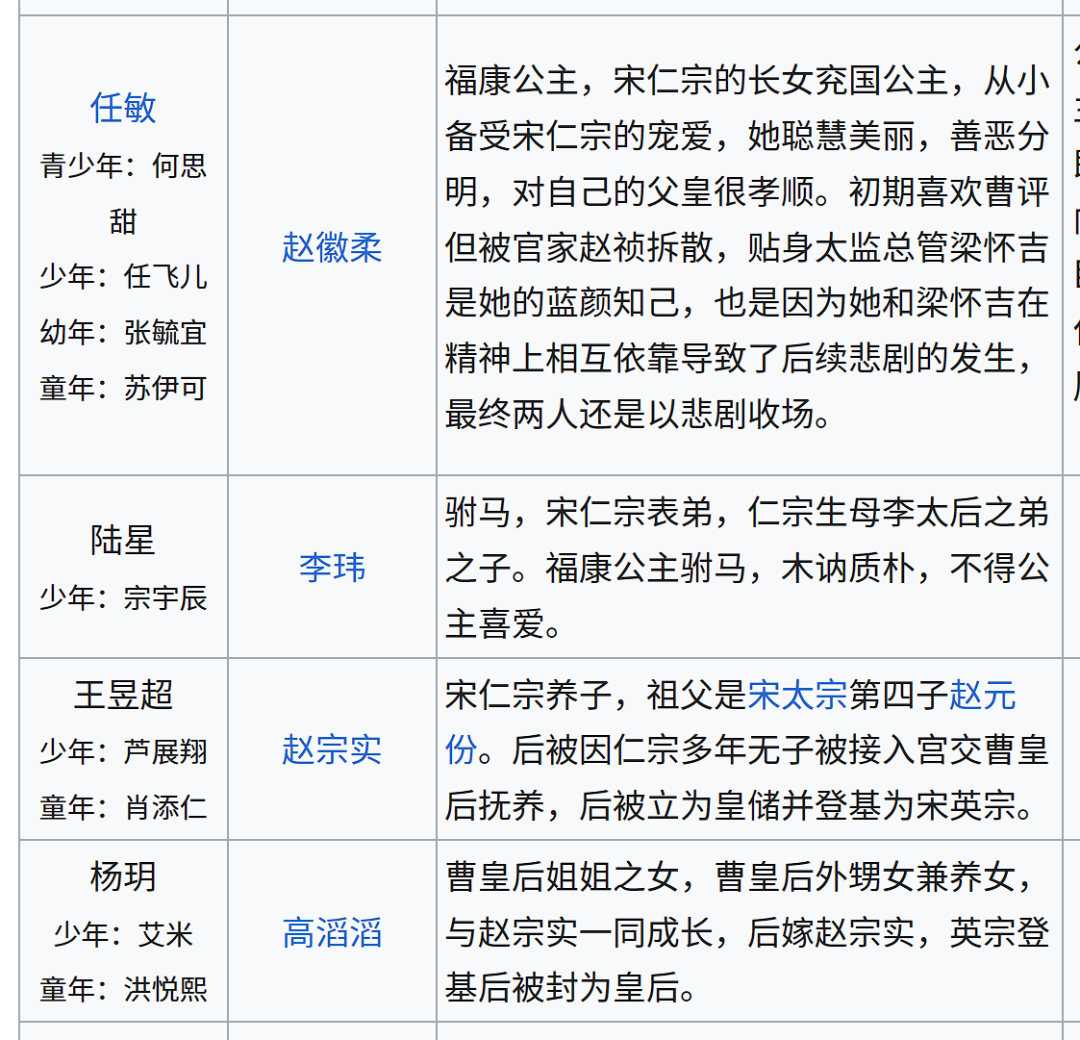 任敏
青少年：何思
甜
少年：任飞儿
幼年：张毓宜
童年：苏伊可
赵徽柔
福康公主，宋仁宗的长女兖国公主，从小
备受宋仁宗的宠爱，她聪慧美丽，善恶分
明，对自己的父皇很孝顺。初期喜欢曹评
但被官家赵祯拆散，贴身太监总管梁怀吉
是她的蓝颜知己，也是因为她和梁怀吉在
精神上相互依靠导致了后续悲剧的发生，
最终两人还是以悲剧收场。
陆星
少年：宗宇辰
李玮
驸马，宋仁宗表弟，仁宗生母李太后之弟
之子。福康公主驸马，木讷质朴，不得公
主喜爱。
王昱超
少年：芦展翔
童年：肖添仁
赵宗实
宋仁宗养子，祖父是宋太宗第四子赵元
份。后被因仁宗多年无子被接入宫交曹皇
后抚养，后被立为皇储并登基为宋英宗。
杨玥
少年：艾米
童年：洪悦熙
高滔滔
曹皇后姐姐之女，曹皇后外甥女兼养女，
与赵宗实一同成长，后嫁赵宗实，英宗登
基后被封为皇后。